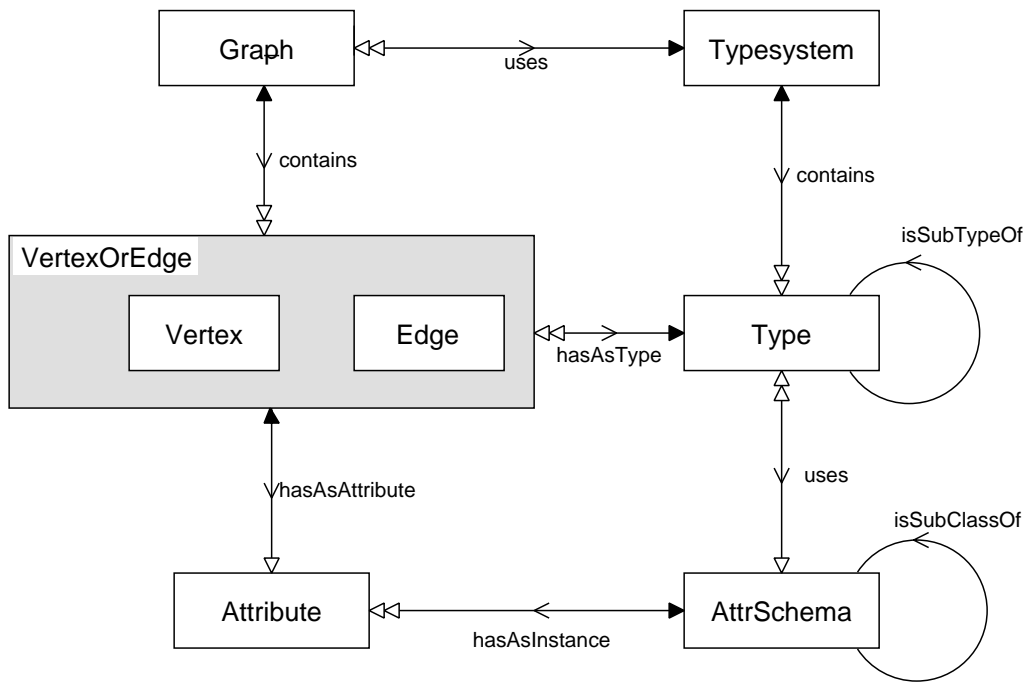 Graph
Typesystem
uses
contains
contains
isSubTypeOf
VertexOrEdge
Vertex
Edge
Type
hasAsType
uses
hasAsAttribute
isSubClassOf
Attribute
AttrSchema
hasAsInstance